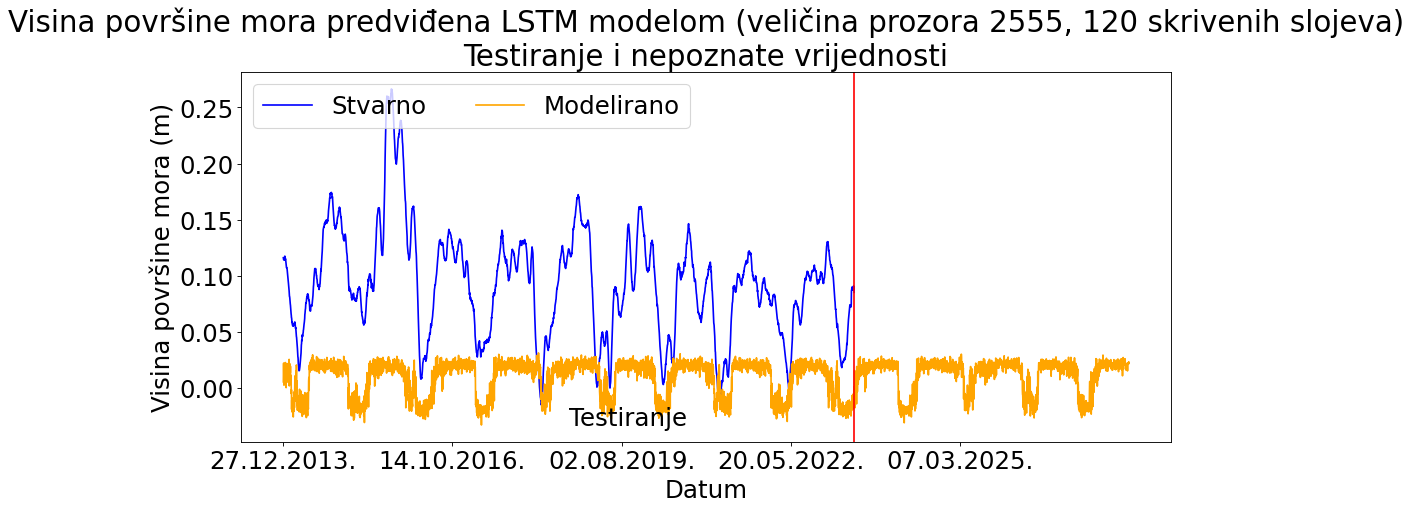 Visina površine mora predviđena LSTM modelom (veličina prozora 2555, 120 skrivenih slojeva)
Testiranje i nepoznate vrijednosti
Stvarno
Modelirano
Visina površine mora (m)
0.25
0.20
0.15
0.10
0.05
0.00
Testiranje
27.12.2013.
14.10.2016.
02.08.2019.
20.05.2022.
07.03.2025.
Datum